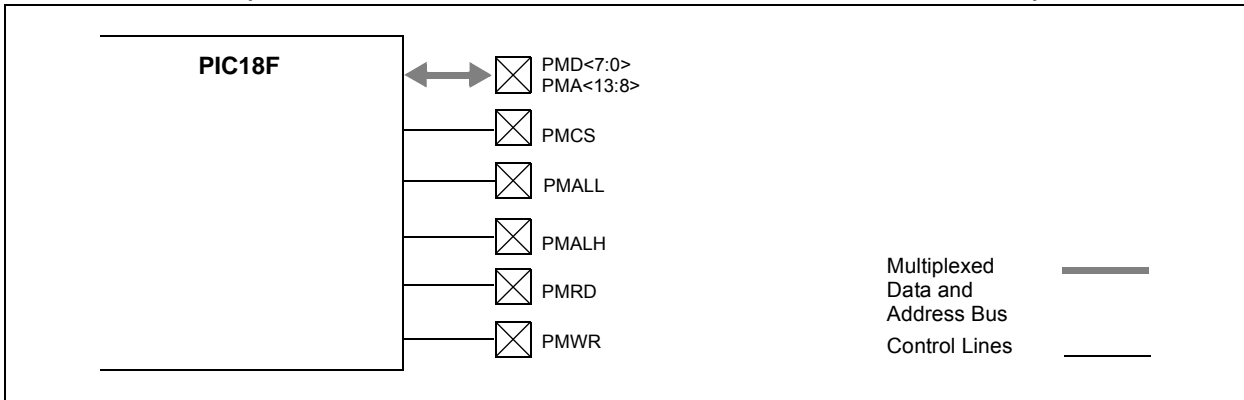 PIC18F
PMD<7:0>
PMA<13:8>
PMCS
PMALL
PMALH
PMRD
PMWR
Multiplexed
Data and
Address Bus
Control Lines